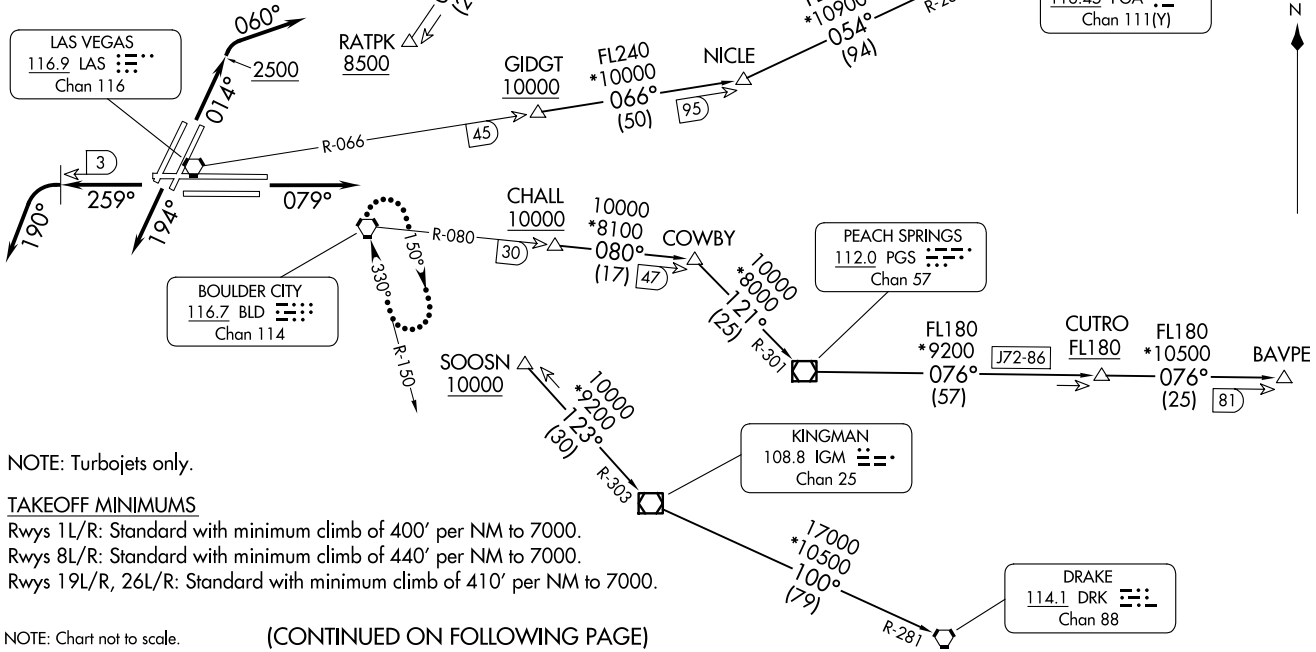 060°
LAS VEGAS
116.9 LAS
Chan 116
2500
014°
RATPK
8500
GIDGT
10000
R-066
45
FL240
*10000
066°
(50)
95
NICLE
*10900
054°
(94)
Chan 111(Y)
N
3
259°
190°
194°
079°
BOULDER CITY
116.7 BLD
Chan 114
150°
330°
R-150
R-080
30
CHALL
10000
10000
*8100
080°
(17)
47
COWBY
10000
*8000
121°
(25)
R-301
PEACH SPRINGS
112.0 PGS
Chan 57
FL180
*9200
076°
(57)
J72-86
CUTRO
FL180
FL180
*10500
076°
(25)
81
BAVPE
SOOSN
10000
10000
*9200
123°
(30)
R-303
KINGMAN
108.8 IGM
Chan 25
17000
*10500
100°
(79)
R-281
DRAKE
114.1 DRK
Chan 88
NOTE: Turbojets only.
TAKEOFF MINIMUMS
Rwys 1L/R: Standard with minimum climb of 400' per NM to 7000.
Rwys 8L/R: Standard with minimum climb of 440' per NM to 7000.
Rwys 19L/R, 26L/R: Standard with minimum climb of 410' per NM to 7000.
NOTE: Chart not to scale.
(CONTINUED ON FOLLOWING PAGE)